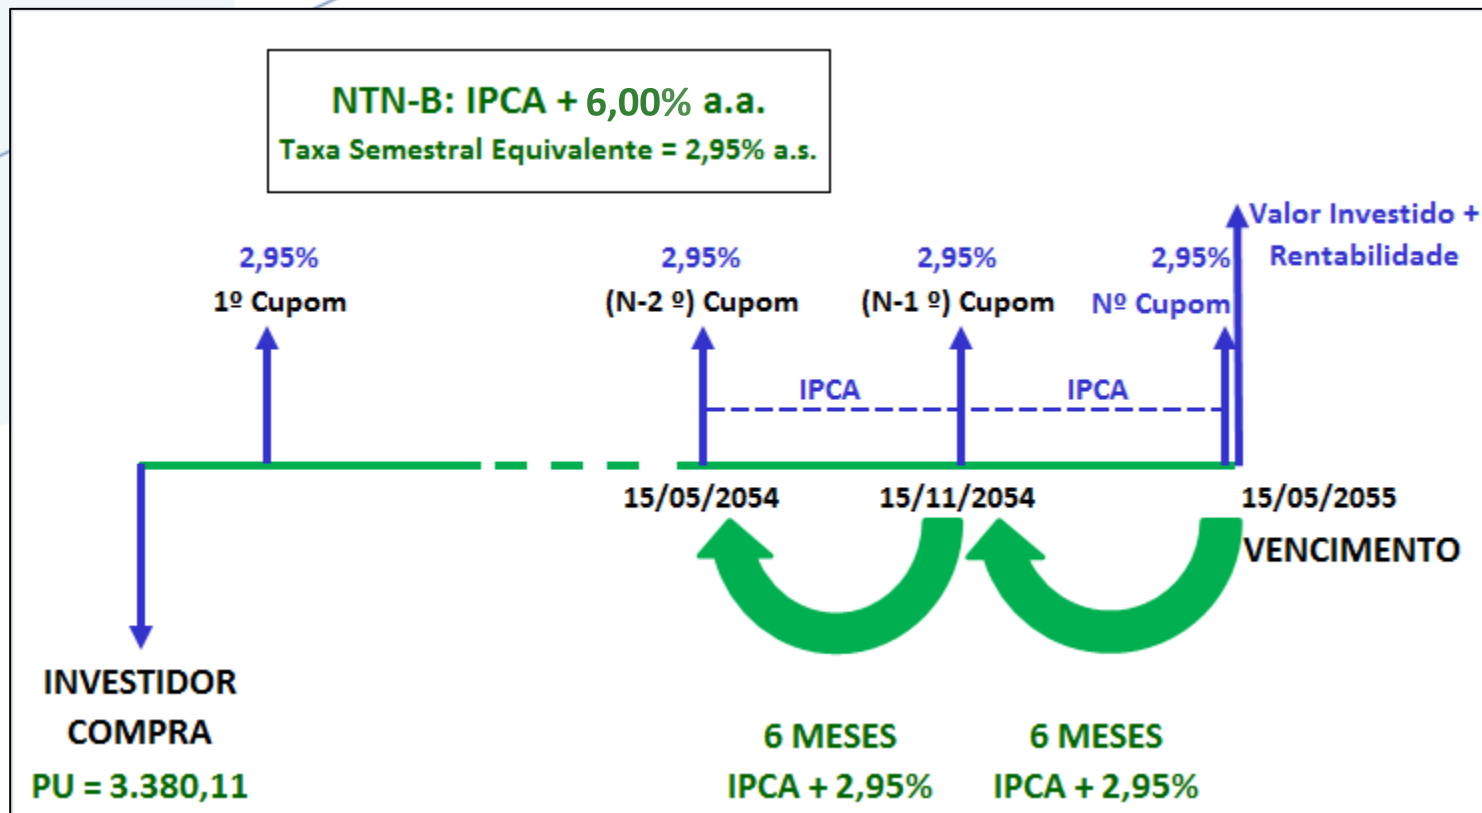 NTN-B: IPCA + 6,00% a.a.
Taxa Semestral Equivalente = 2,95% a.s.
Valor Investido +
Rentabilidade
2,95%
1º Cupom
2,95%
(N-2 º) Cupom
2,95%
(N-1 º) Cupom
2,95%
Nº Cupom
IPCA
IPCA
15/05/2054
15/11/2054
15/05/2055
VENCIMENTO
INVESTIDOR
COMPRA
PU = 3.380,11
6 MESES
IPCA + 2,95%
6 MESES
IPCA + 2,95%